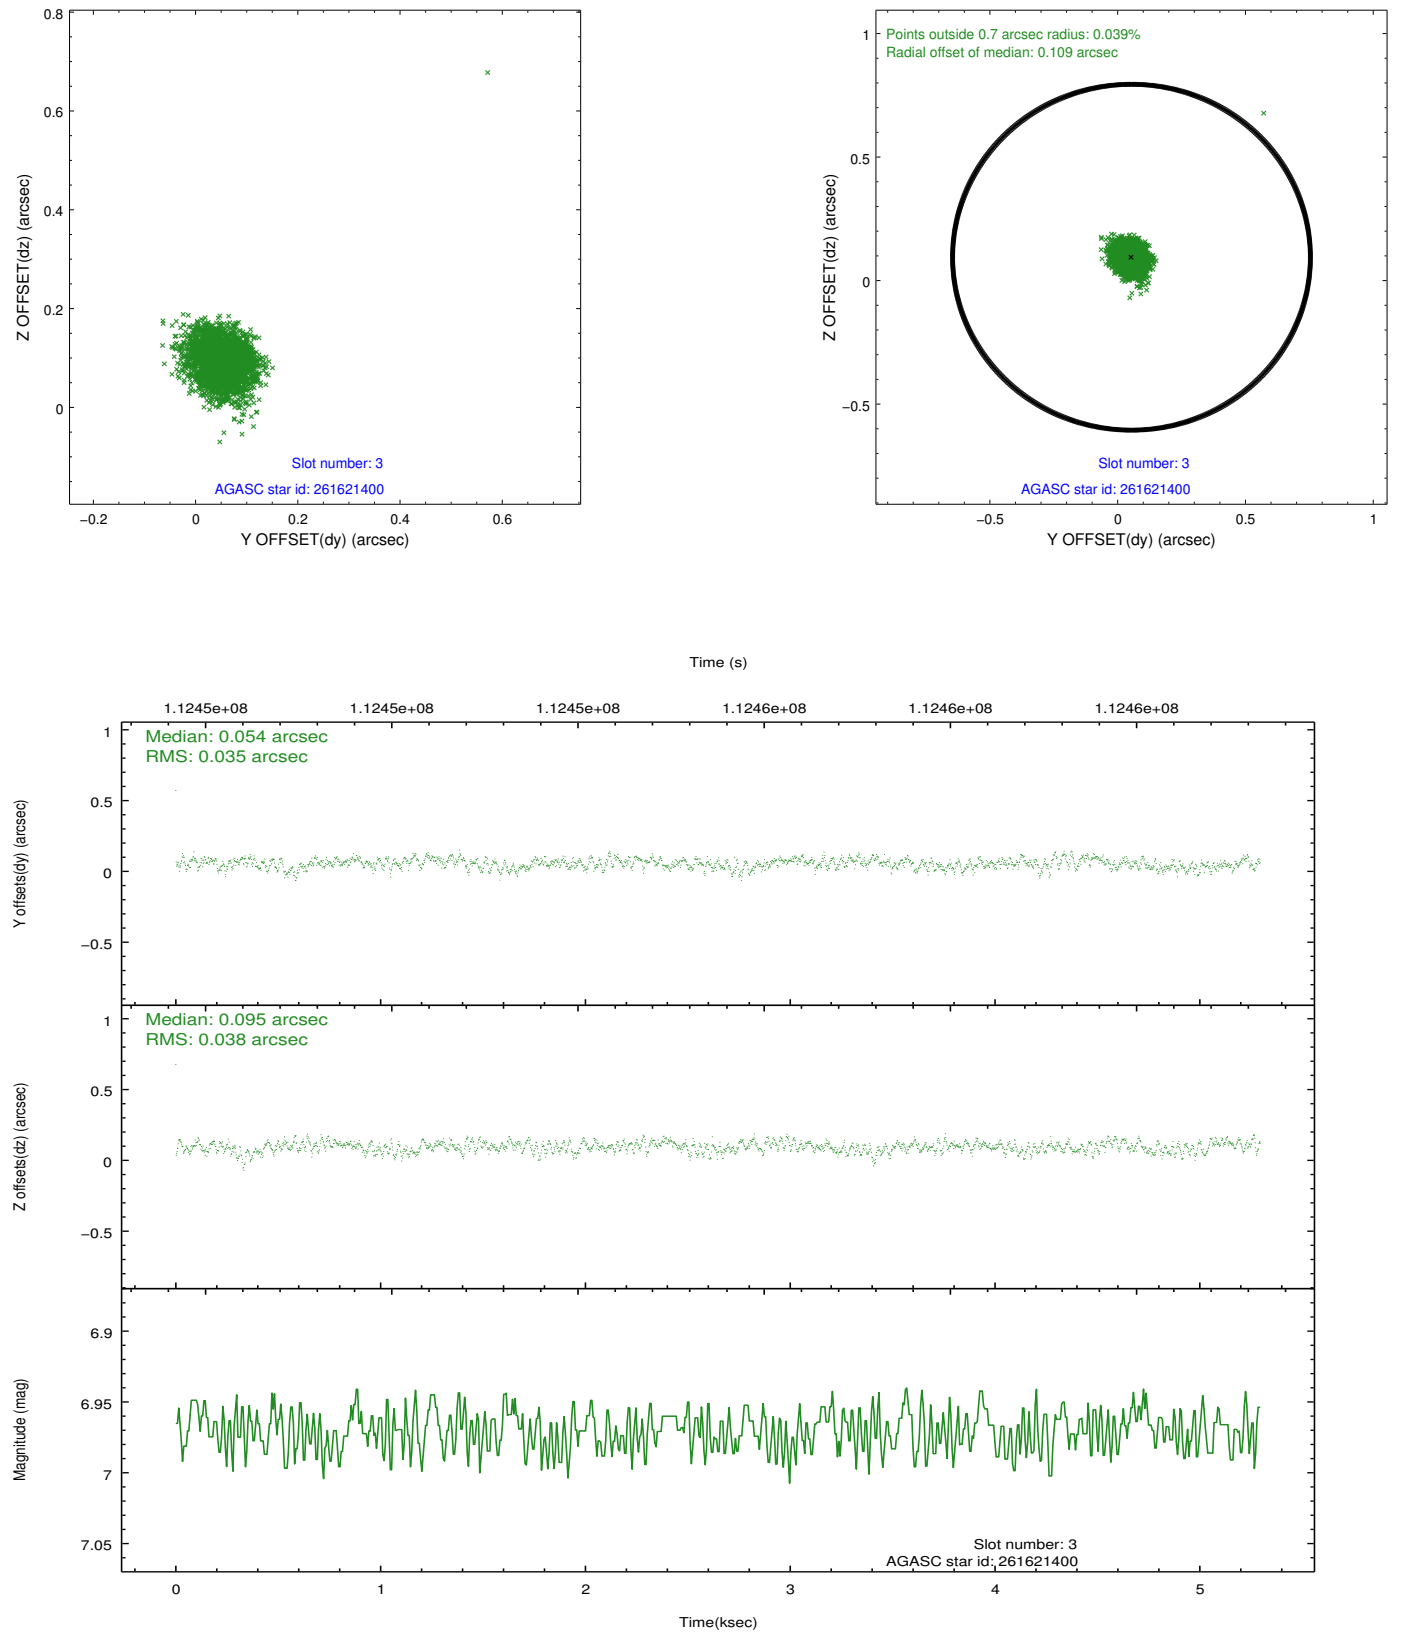 0.8
0.6
0.4
0.2
0
−0.2
0
0.2
0.4
0.6
Z OFFSET(dz) (arcsec)
Y OFFSET(dy) (arcsec)
Slot number: 3
AGASC star id: 261621400
Points outside 0.7 arcsec radius: 0.039%
Radial offset of median: 0.109 arcsec
1
0.5
0
−0.5
−0.5
0
0.5
1
Z OFFSET(dz) (arcsec)
Y OFFSET(dy) (arcsec)
Slot number: 3
AGASC star id: 261621400
Time (s)
1.1245e+08 1.1245e+08 1.1245e+08 1.1246e+08 1.1246e+08 1.1246e+08
Median: 0.054 arcsec
RMS: 0.035 arcsec
1
0.5
0
−0.5
Y offsets(dy) (arcsec)
Median: 0.095 arcsec
RMS: 0.038 arcsec
1
0.5
0
−0.5
Z offsets(dz) (arcsec)
6.9
6.95
7
7.05
Magnitude (mag)
Slot number: 3
AGASC star id: 261621400
0 1 2 3 4 5
Time(ksec)